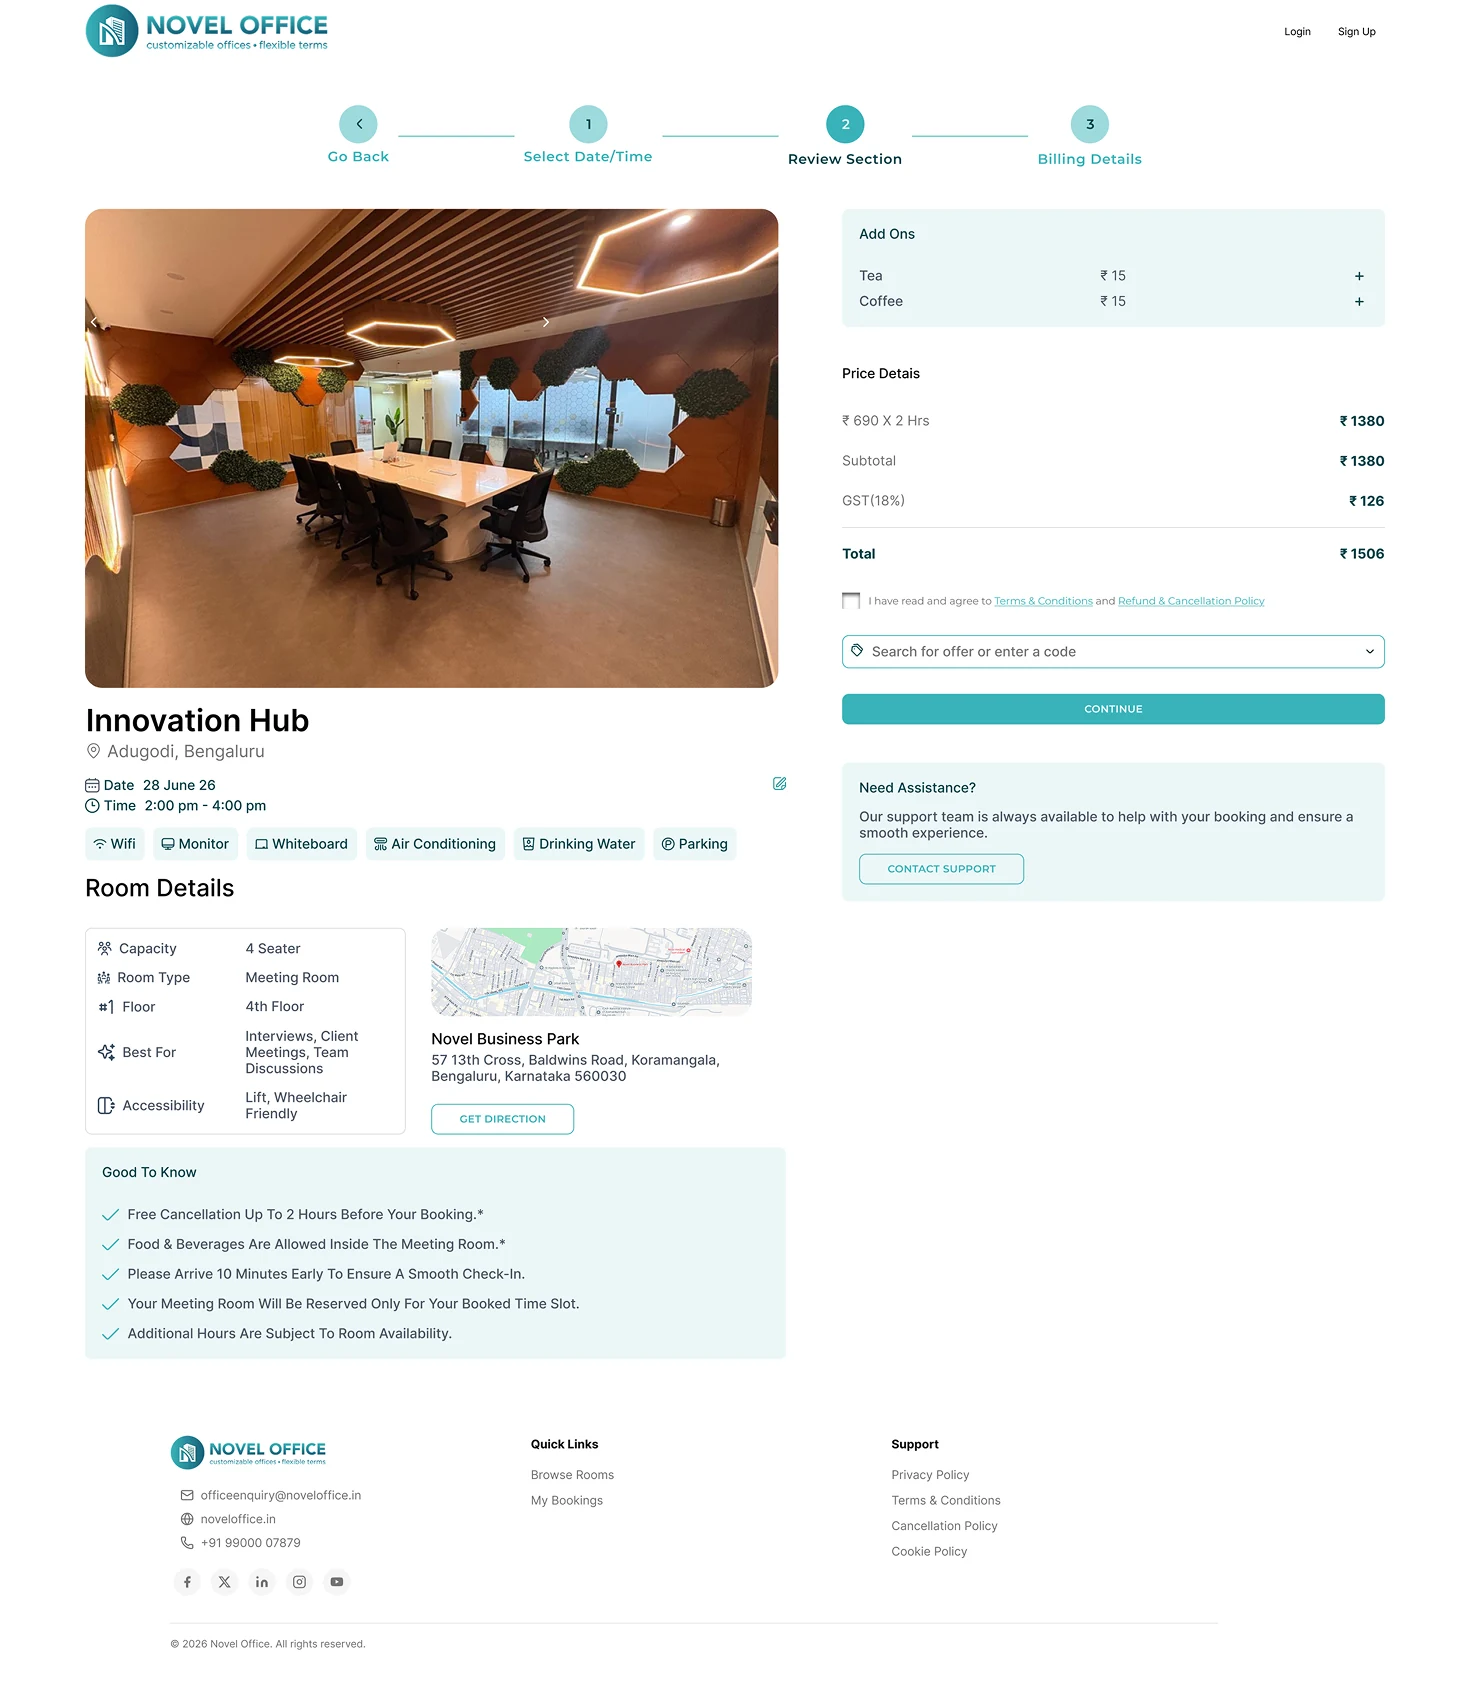 NOVEL OFFICE
customizable offices • flexible terms
Login
Sign Up
Go Back
1
Select Date/Time
2
Review Section
3
Billing Details
Innovation Hub
Adugodi, Bengaluru
Date 28 June 26
Time 2:00 pm - 4:00 pm
Wifi
Monitor
Whiteboard
Air Conditioning
Drinking Water
Parking
Room Details
Capacity 4 Seater
Room Type Meeting Room
#1 Floor 4th Floor
Best For
Interviews, Client
Meetings, Team
Discussions
Accessibility
Lift, Wheelchair
Friendly
Novel Business Park
57 13th Cross, Baldwins Road, Koramangala,
Bengaluru, Karnataka 560030
GET DIRECTION
Good To Know
Free Cancellation Up To 2 Hours Before Your Booking.*
Food & Beverages Are Allowed Inside The Meeting Room.*
Please Arrive 10 Minutes Early To Ensure A Smooth Check-In.
Your Meeting Room Will Be Reserved Only For Your Booked Time Slot.
Additional Hours Are Subject To Room Availability.
Add Ons
Tea ₹ 15 +
Coffee ₹ 15 +
Price Detais
₹ 690 X 2 Hrs ₹ 1380
Subtotal ₹ 1380
GST(18%) ₹ 126
Total ₹ 1506
I have read and agree to Terms & Conditions and Refund & Cancellation Policy
Search for offer or enter a code
CONTINUE
Need Assistance?
Our support team is always available to help with your booking and ensure a
smooth experience.
CONTACT SUPPORT
NOVEL OFFICE
customizable offices • flexible terms
officeenquiry@noveloffice.in
noveloffice.in
+91 99000 07879
Quick Links
Browse Rooms
My Bookings
Support
Privacy Policy
Terms & Conditions
Cancellation Policy
Cookie Policy
© 2026 Novel Office. All rights reserved.